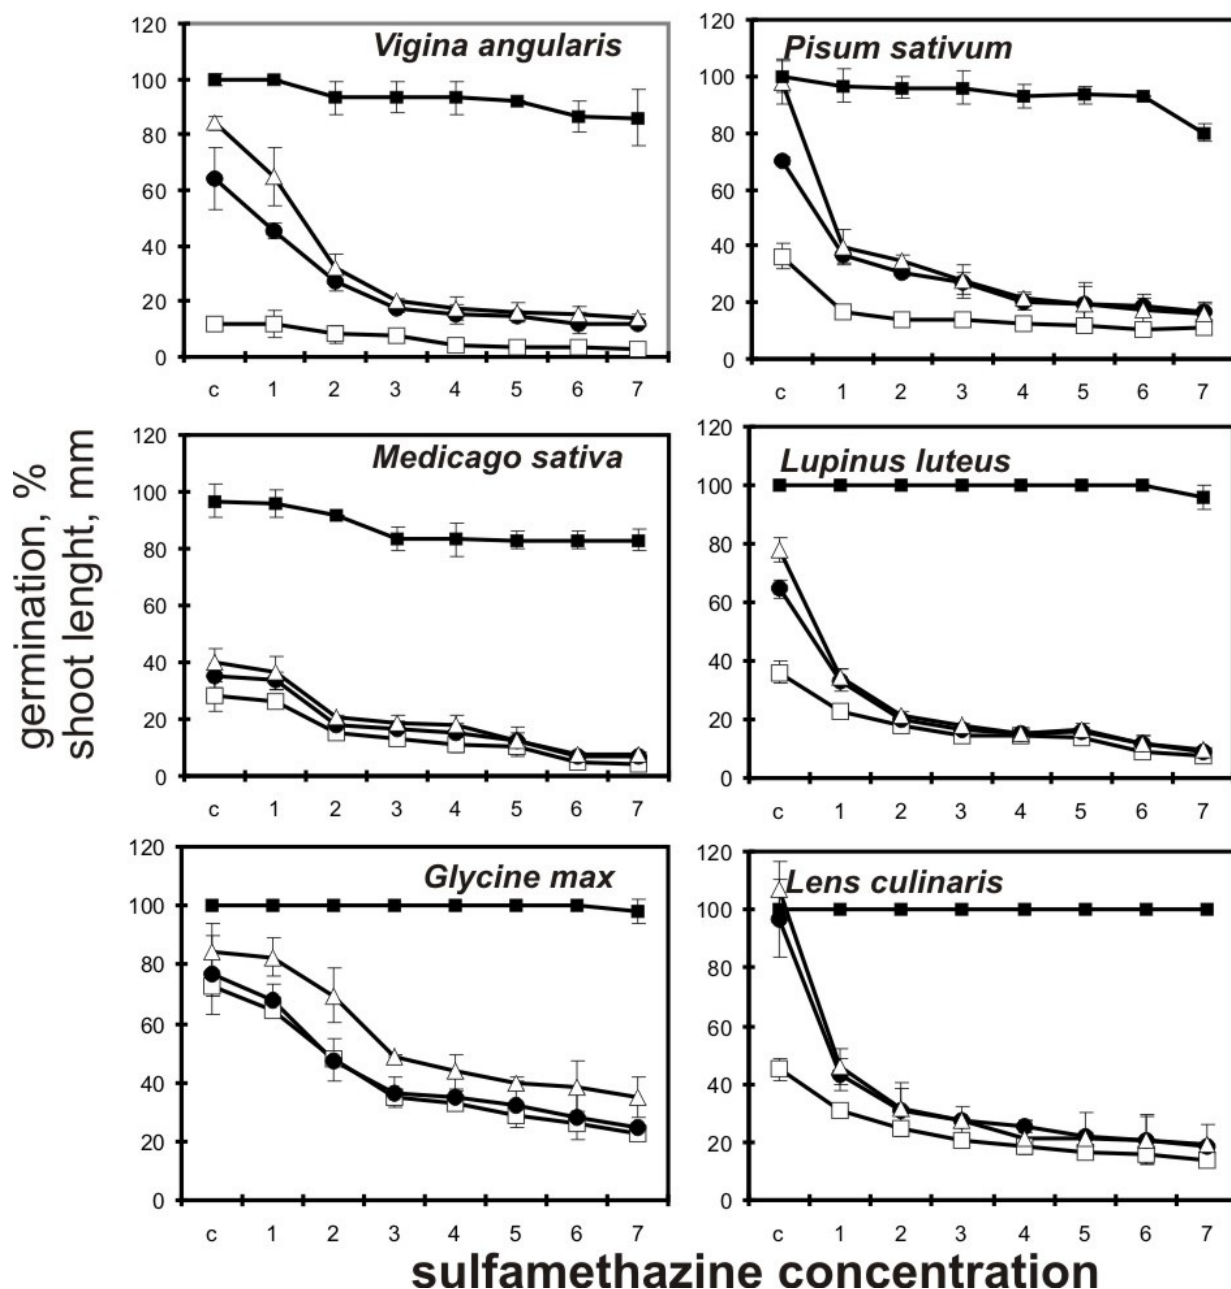 Vigina angularis
120
100
80
60
40
20
0
c 1 2 3 4 5 6 7
Pisum sativum
120
100
80
60
40
20
0
c 1 2 3 4 5 6 7
germination, %
shoot lenght, mm
Medicago sativa
120
100
80
60
40
20
0
c 1 2 3 4 5 6 7
Lupinus luteus
120
100
80
60
40
20
0
c 1 2 3 4 5 6 7
Glycine max
120
100
80
60
40
20
0
c 1 2 3 4 5 6 7
Lens culinaris
120
100
80
60
40
20
0
c 1 2 3 4 5 6 7
sulfamethazine concentration